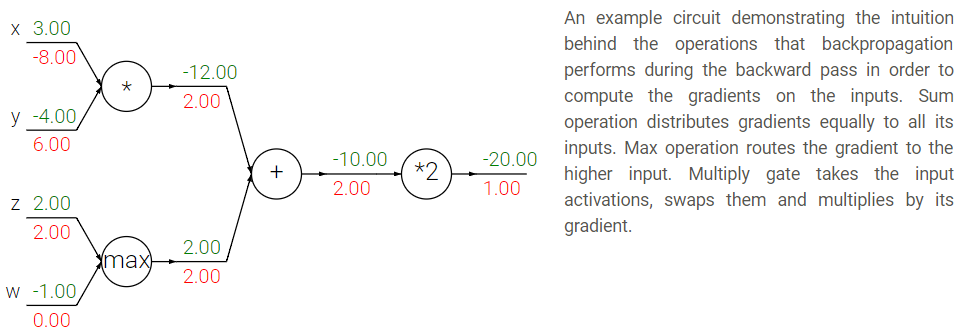 x 3.00
-8.00
*
-12.00
2.00
y -4.00
6.00
+
-10.00
2.00
*2
-20.00
1.00
z 2.00
2.00
max
2.00
2.00
w -1.00
0.00
An example circuit demonstrating the intuition
behind the operations that backpropagation
performs during the backward pass in order to
compute the gradients on the inputs. Sum
operation distributes gradients equally to all its
inputs. Max operation routes the gradient to the
higher input. Multiply gate takes the input
activations, swaps them and multiplies by its
gradient.